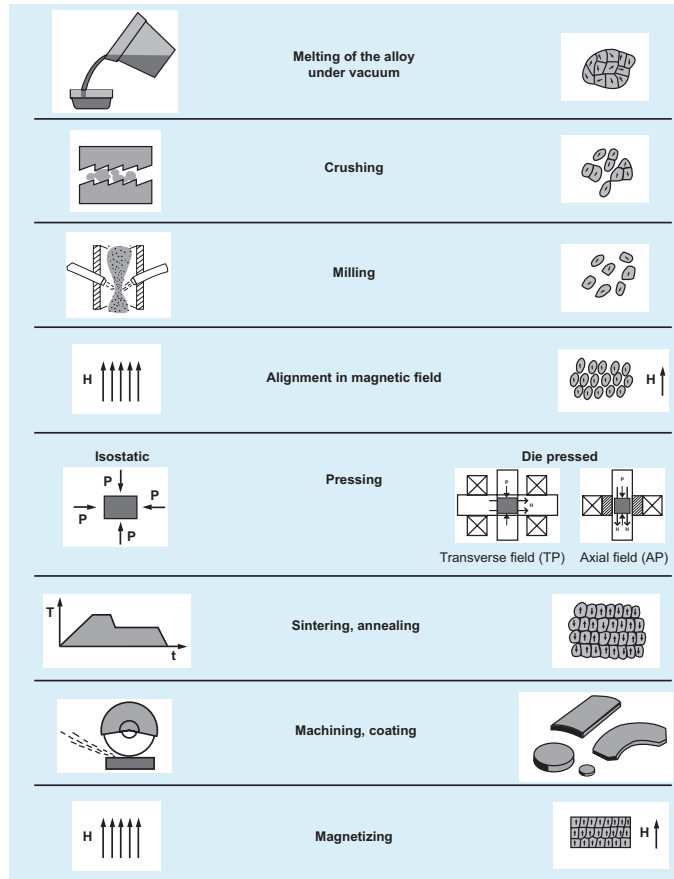 Melting of the alloy
under vacuum
Crushing
Milling
H
Alignment in magnetic field
H
Isostatic
P
P
P
P
Pressing
Die pressed
P
H
P
H H
Transverse field (TP)
Axial field (AP)
T
t
Sintering, annealing
Machining, coating
H
Magnetizing
H